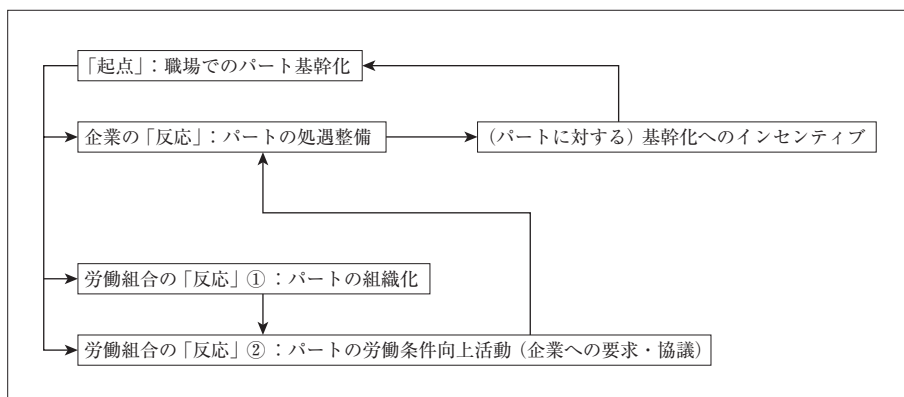 「起点」：職場でのパート基幹化
企業の「反応」：パートの処遇整備
（パートに対する）基幹化へのインセンティブ
労働組合の「反応」①：パートの組織化
労働組合の「反応」②：パートの労働条件向上活動（企業への要求・協議）